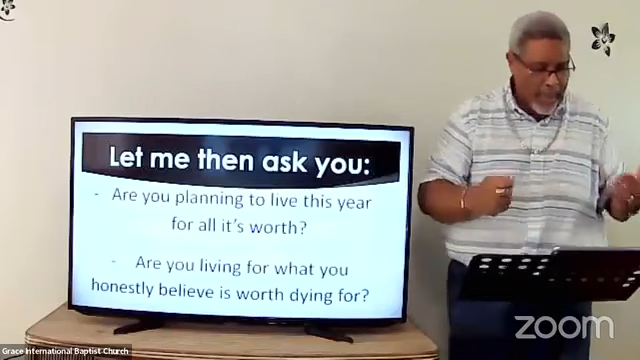 Let me then ask you:
- Are you planning to live this year
for all it's worth?
- Are you living for what you
honestly believe is worth dying for?
Grace International Baptist Church
zoom